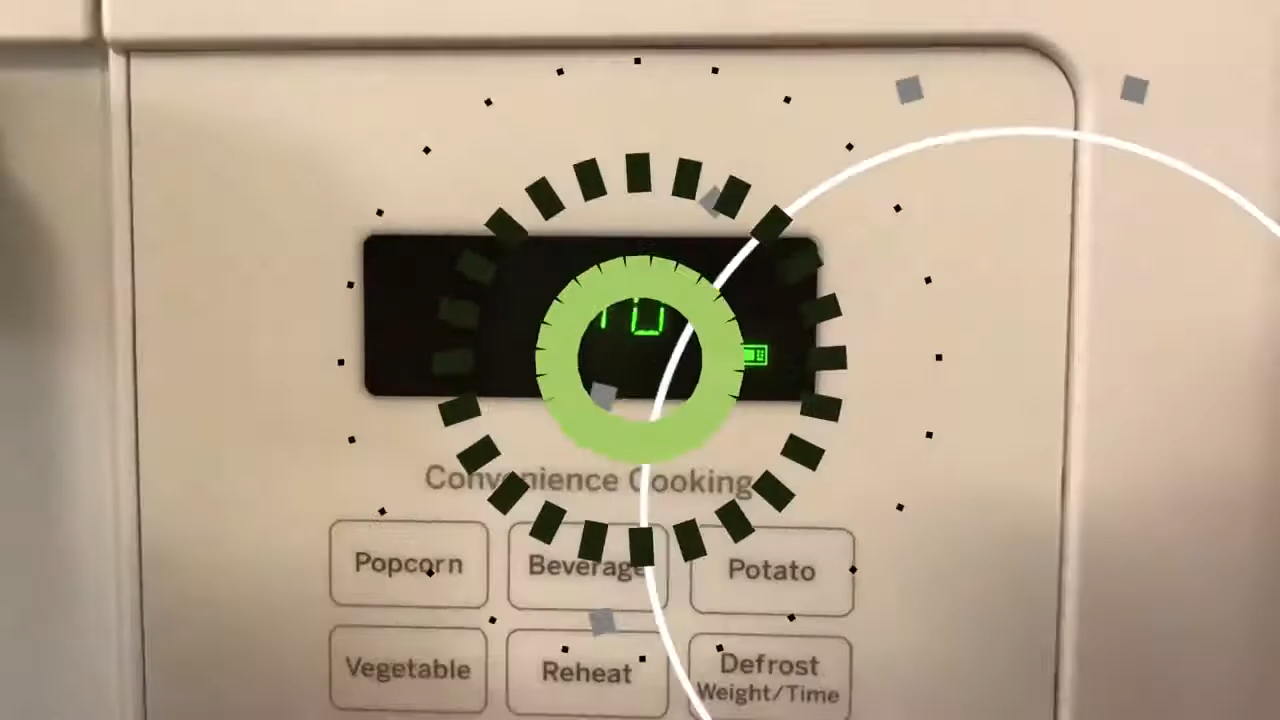 Convenience Cooking
Popcorn Beverage Potato
Vegetable Reheat Defrost
Weight/Time